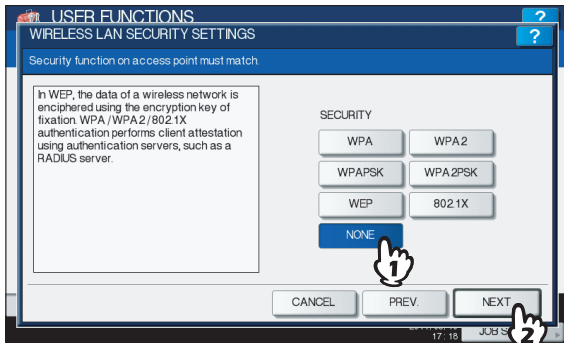 USER FUNCTIONS
?
WIRELESS LAN SECURITY SETTINGS
?
Security function on access point must match.
In WEP, the data of a wireless network is
enciphered using the encryption key of
fixation. WPA/WPA2/802.1X
authentication performs client attestation
using authentication servers, such as a
RADIUS server.
SECURITY
WPA WPA2
WPAPSK WPA2PSK
WEP 802.1X
NONE
1
CANCEL PREV. NEXT
2
17:18 JOB